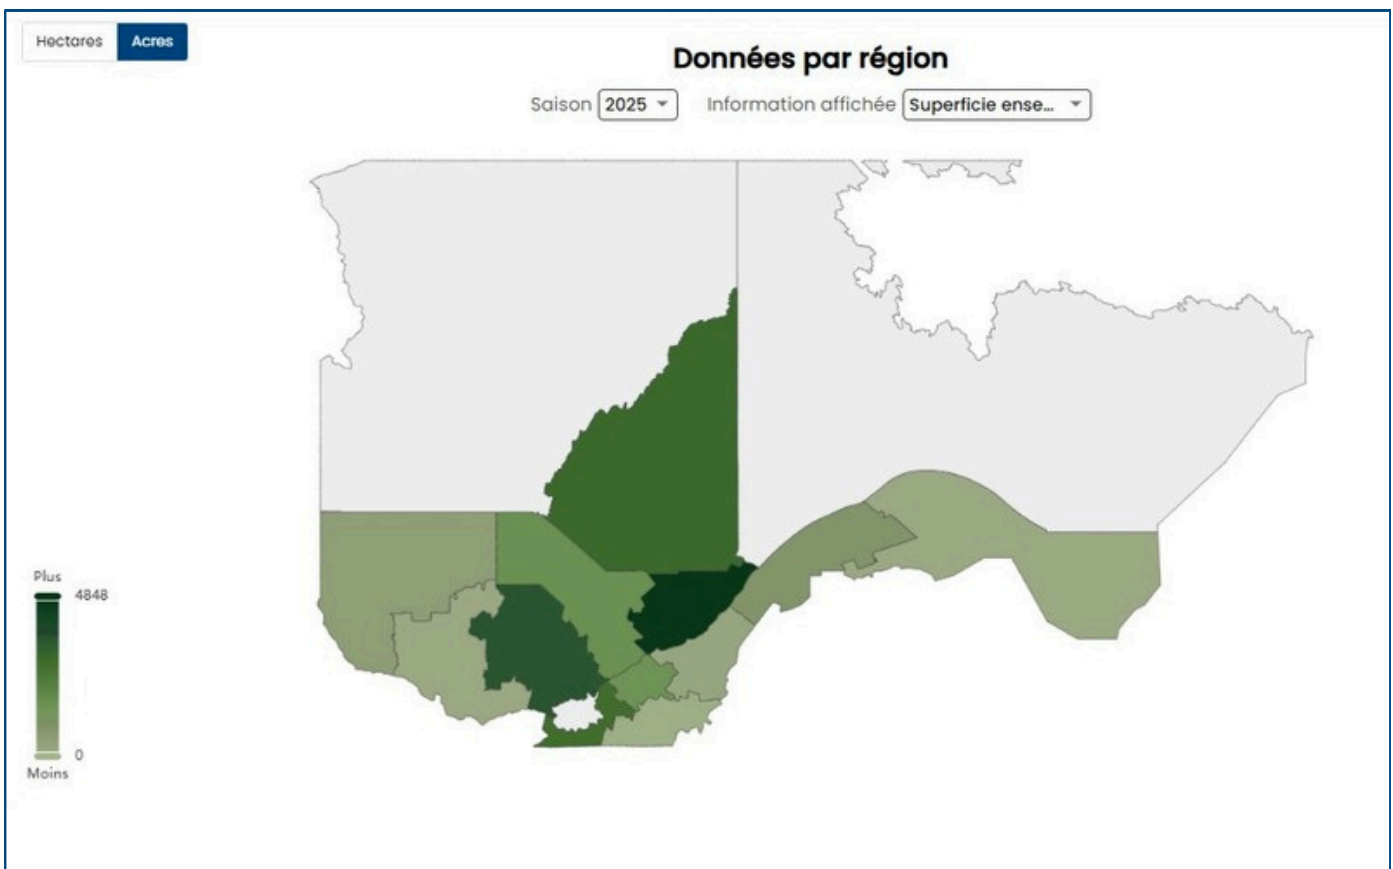 Hectares Acres
Données par région
Saison 2025 Information affichée Superficie ense...
Plus
4848
0
Moins